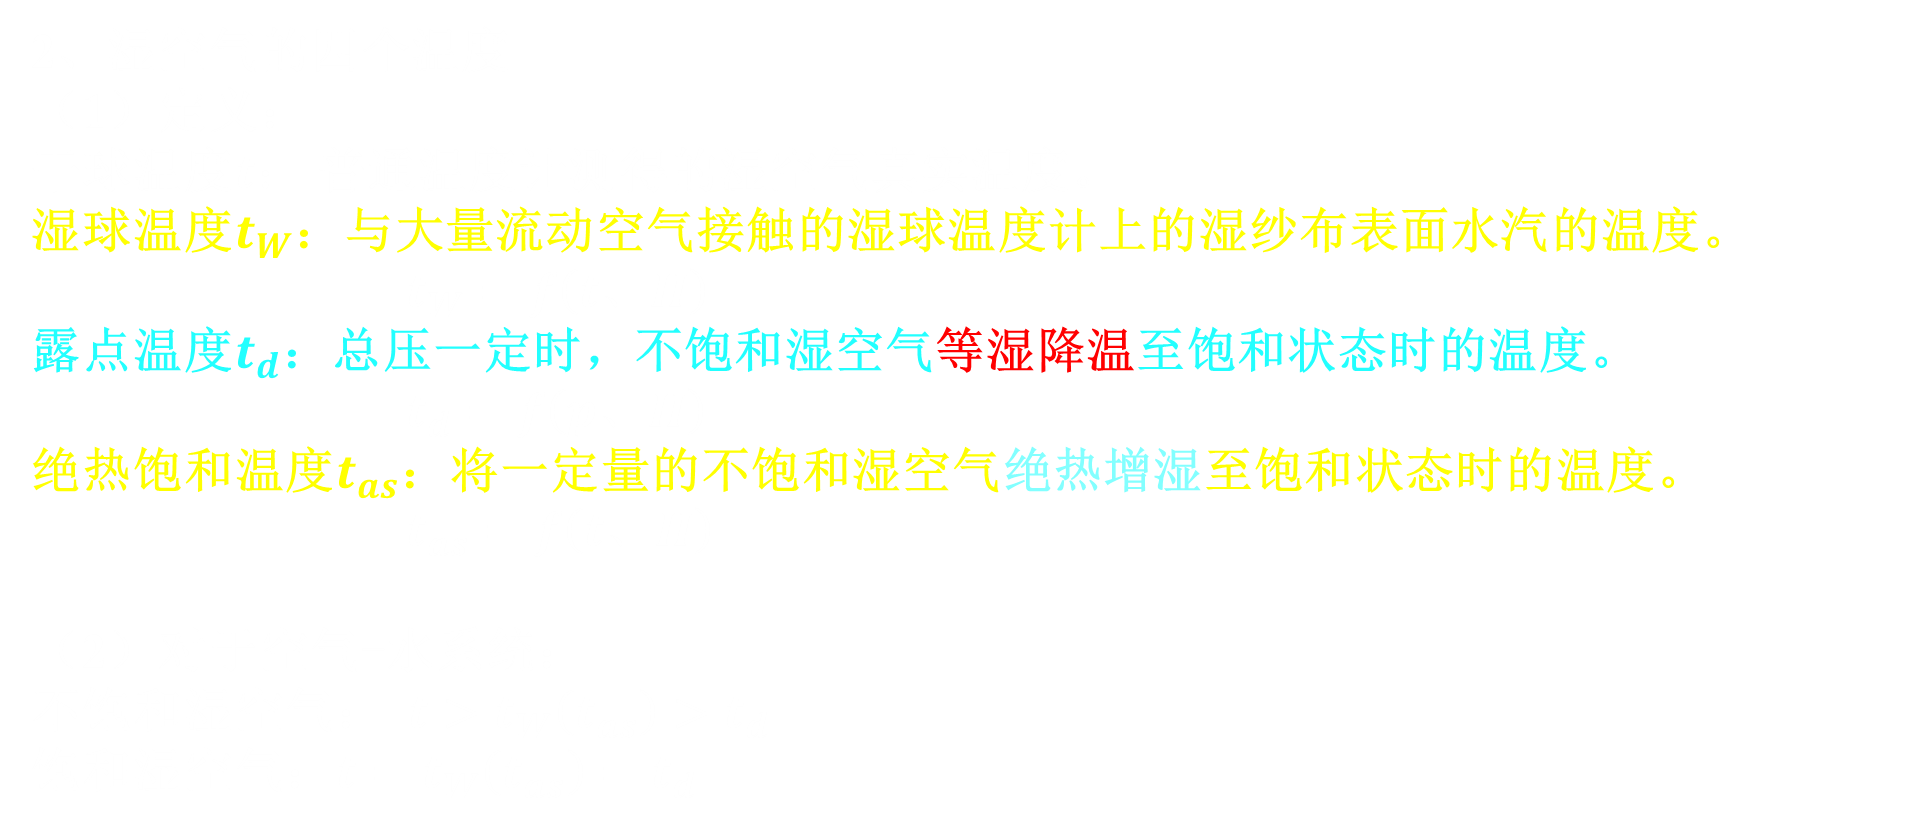 湿球温度t_W：与大量流动空气接触的湿球温度计上的湿纱布表面水汽的温度。
露点温度t_d：总压一定时，不饱和湿空气等湿降温至饱和状态时的温度。
绝热饱和温度t_as：将一定量的不饱和湿空气绝热增湿至饱和状态时的温度。